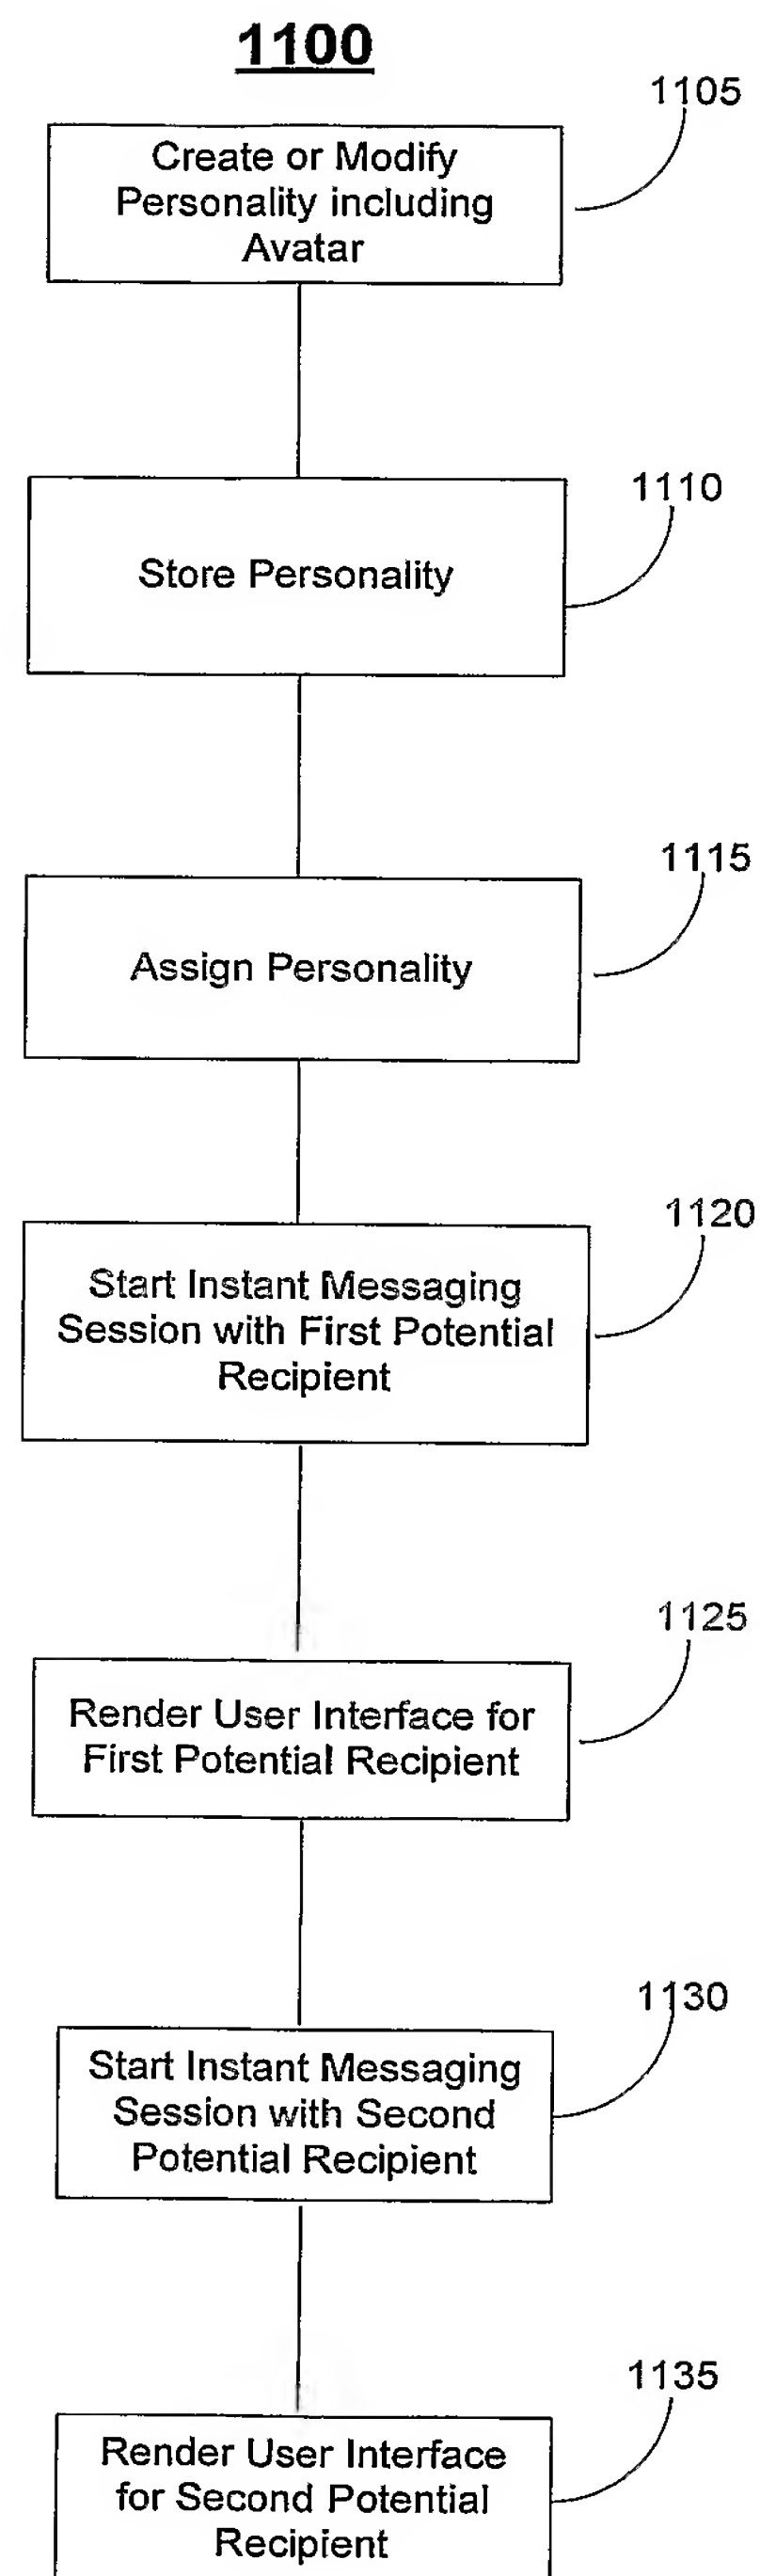 1100
1105
Create or Modify
Personality including
Avatar
1110
Store Personality
1115
Assign Personality
1120
Start Instant Messaging
Session with First Potential
Recipient
1125
Render User Interface for
First Potential Recipient
1130
Start Instant Messaging
Session with Second
Potential Recipient
1135
Render User Interface
for Second Potential
Recipient